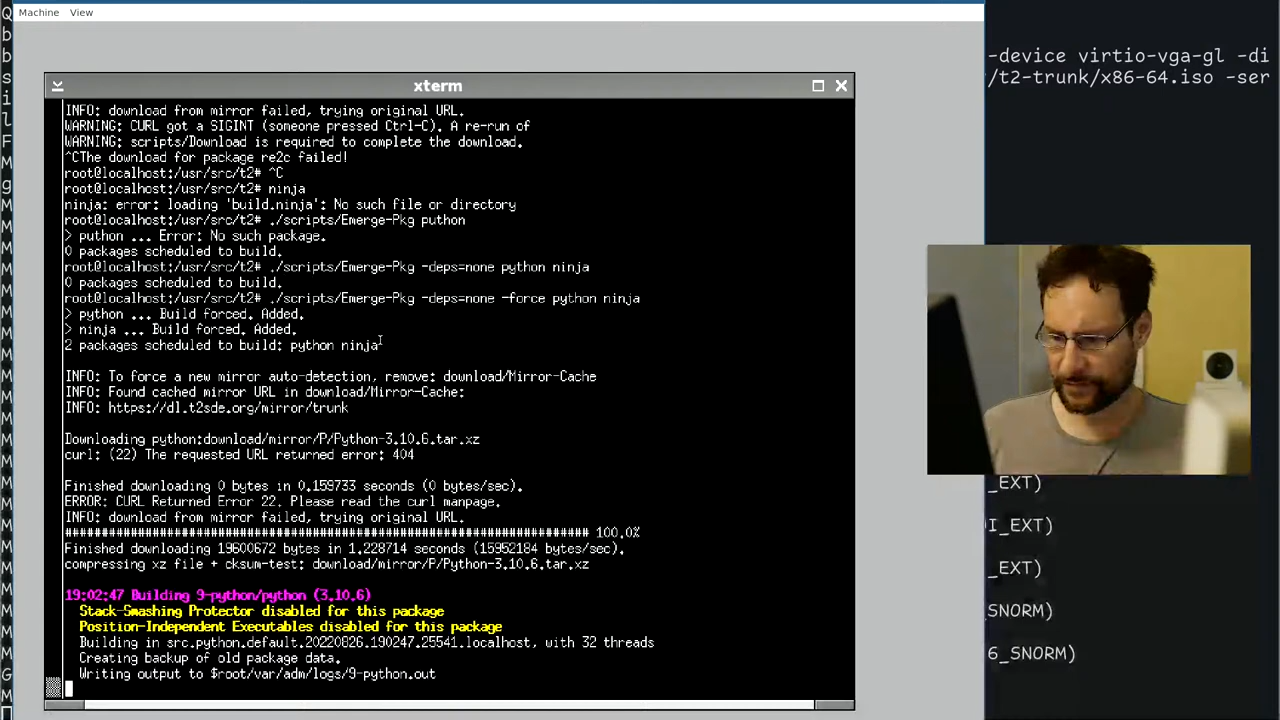 Machine View
-device virtio-vga-gl -di
/t2-trunk/x86-64.iso -ser
xterm
INFO: download from mirror failed, trying original URL.
WARNING: CURL got a SIGINT (someone pressed Ctrl-C). A re-run of
WARNING: scripts/Download is required to complete the download.
^CThe download for package re2c failed!
root@localhost:/usr/src/t2# ^C
root@localhost:/usr/src/t2# ninja
ninja: error: loading 'build.ninja': No such file or directory
root@localhost:/usr/src/t2# ./scripts/Emerge-Pkg puthon
> puthon ... Error: No such package.
0 packages scheduled to build.
root@localhost:/usr/src/t2# ./scripts/Emerge-Pkg -deps=none python ninja
0 packages scheduled to build.
root@localhost:/usr/src/t2# ./scripts/Emerge-Pkg -deps=none -force python ninja
> python ... Build forced. Added.
> ninja ... Build forced. Added.
2 packages scheduled to build: python ninja
INFO: To force a new mirror auto-detection, remove: download/Mirror-Cache
INFO: Found cached mirror URL in download/Mirror-Cache:
INFO: https://dl.t2sde.org/mirror/trunk
Downloading python:download/mirror/P/Python-3.10.6.tar.xz
curl: (22) The requested URL returned error: 404
Finished downloading 0 bytes in 0.159733 seconds (0 bytes/sec).
ERROR: CURL Returned Error 22. Please read the curl manpage.
INFO: download from mirror failed, trying original URL.
######################################################################## 100.0%
Finished downloading 19600672 bytes in 1.228714 seconds (15952184 bytes/sec).
compressing xz file + cksum-test: download/mirror/P/Python-3.10.6.tar.xz
19:02:47 Building 9-python/python (3.10.6)
Stack-Smashing Protector disabled for this package
Position-Independent Executables disabled for this package
Building in src.python.default.20220826.190247.25541.localhost, with 32 threads
Creating backup of old package data.
Writing output to $root/var/adm/logs/9-python.out
_EXT)
I_EXT)
_EXT)
SNORM)
6_SNORM)